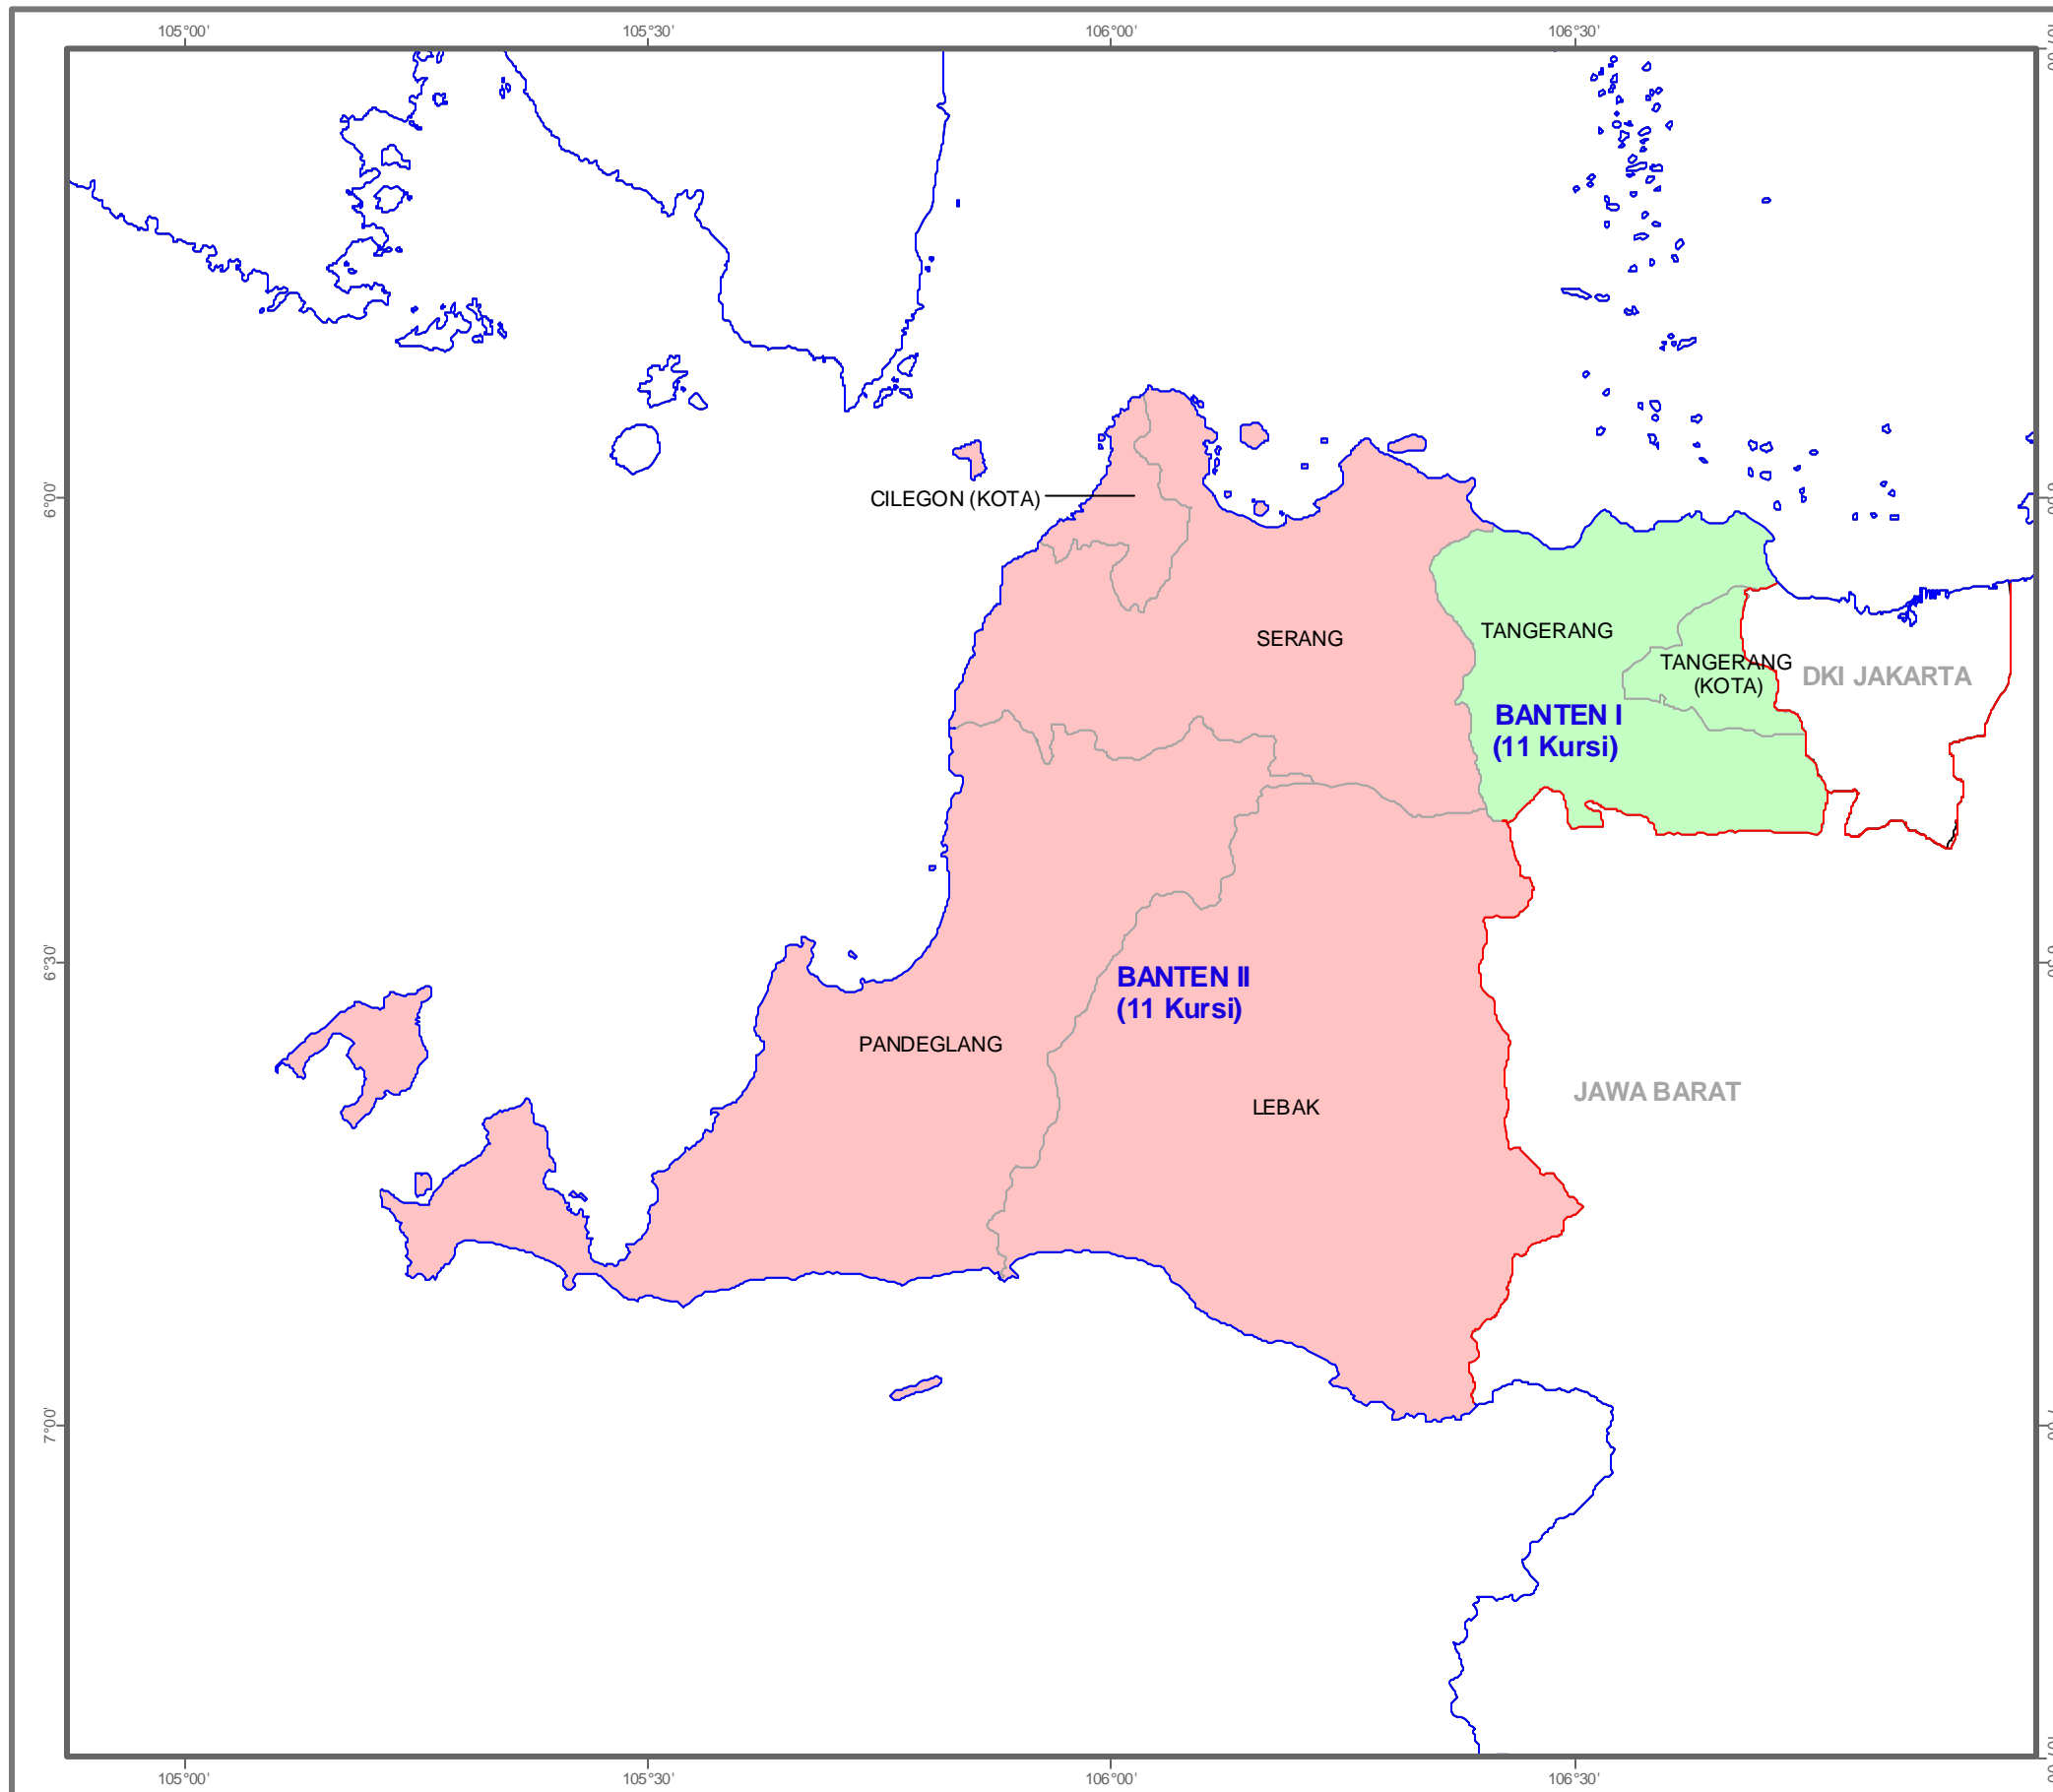 105°00'
105°30'
106°00'
106°30'
CILEGON (KOTA)
6°00'
SERANG
TANGERANG
TANGERANG
(KOTA)
DKI JAKARTA
BANTEN I
(11 Kursi)
6°30'
BANTEN II
(11 Kursi)
PANDEGLANG
JAWA BARAT
LEBAK
7°00'
105°00'
105°30'
106°00'
106°30'